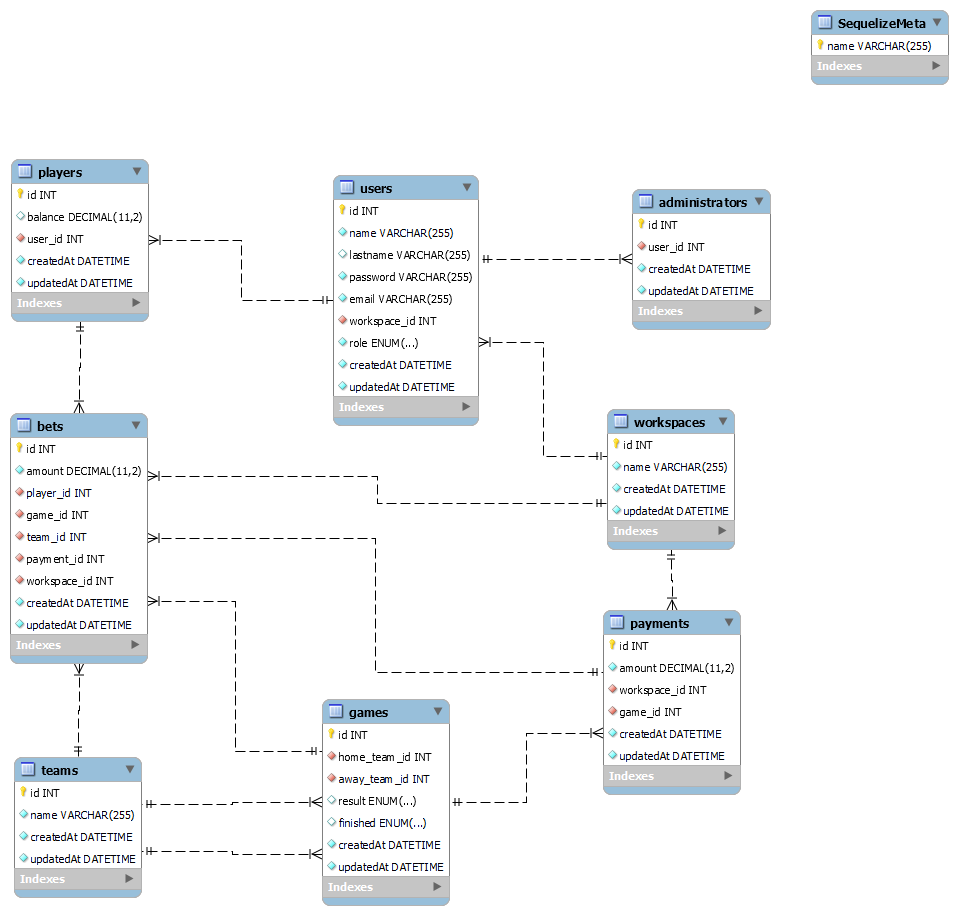 SequelizeMeta
name VARCHAR(255)
Indexes
players
id INT
balance DECIMAL(11,2)
user_id INT
createdAt DATETIME
updatedAt DATETIME
Indexes
users
id INT
name VARCHAR(255)
lastname VARCHAR(255)
password VARCHAR(255)
email VARCHAR(255)
workspace_id INT
role ENUM(...)
createdAt DATETIME
updatedAt DATETIME
Indexes
administrators
id INT
user_id INT
createdAt DATETIME
updatedAt DATETIME
Indexes
bets
id INT
amount DECIMAL(11,2)
player_id INT
game_id INT
team_id INT
payment_id INT
workspace_id INT
createdAt DATETIME
updatedAt DATETIME
Indexes
workspaces
id INT
name VARCHAR(255)
createdAt DATETIME
updatedAt DATETIME
Indexes
payments
id INT
amount DECIMAL(11,2)
workspace_id INT
game_id INT
createdAt DATETIME
updatedAt DATETIME
Indexes
games
id INT
home_team_id INT
away_team_id INT
result ENUM(...)
finished ENUM(...)
createdAt DATETIME
updatedAt DATETIME
Indexes
teams
id INT
name VARCHAR(255)
createdAt DATETIME
updatedAt DATETIME
Indexes